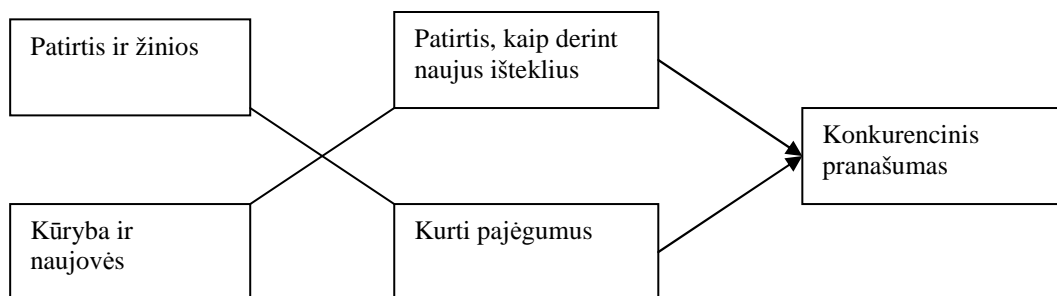 Patirtis ir žinios
Patirtis, kaip derint
naujus išteklius
Konkurencinis
pranašumas
Kūryba ir
naujovės
Kurti pajėgumus